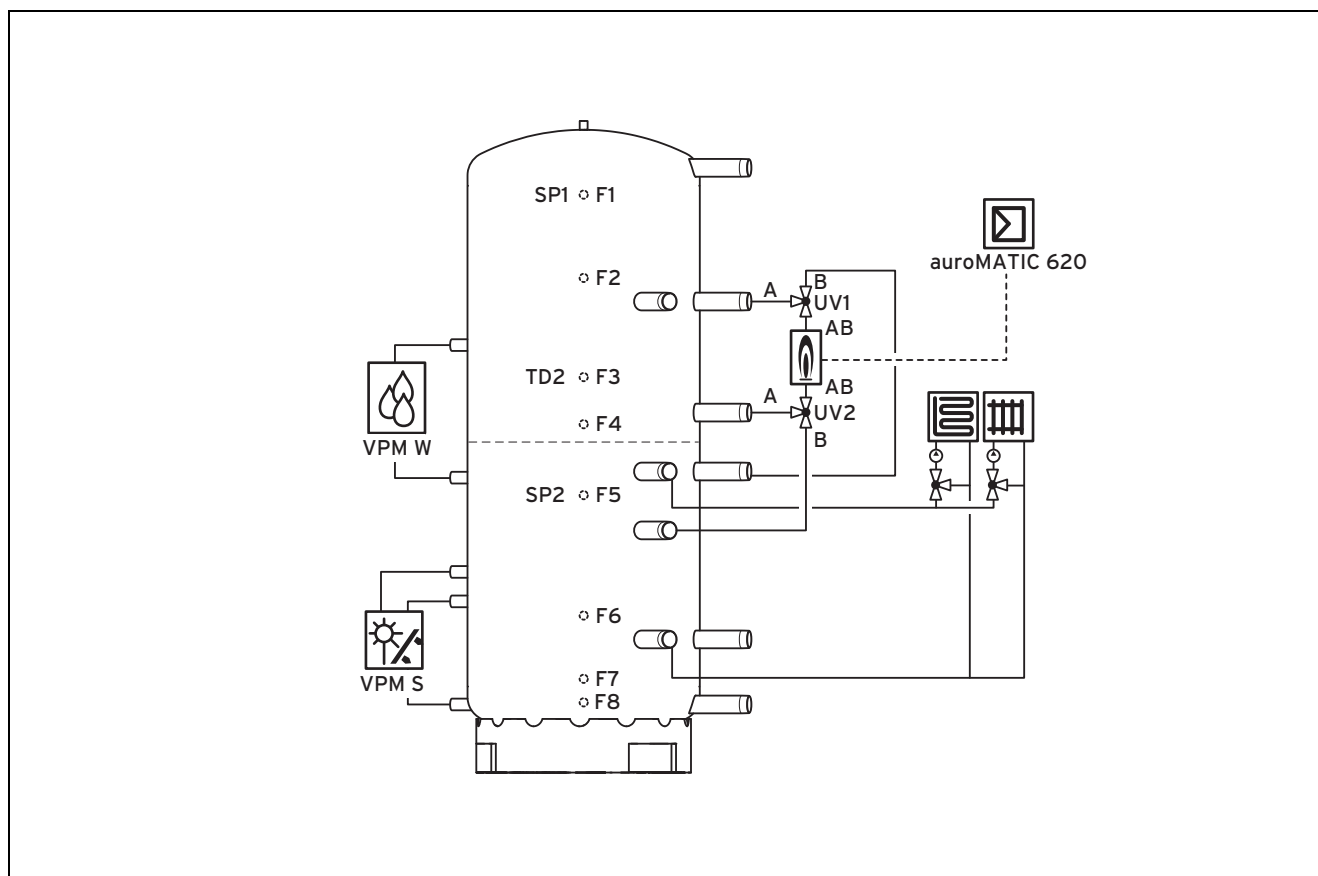 SP1 F1
F2
A
B
UV1
AB
auroMATIC 620
TD2 F3
AB
A
UV2
F4
B
VPM W
SP2 F5
F6
VPM S
F7
F8